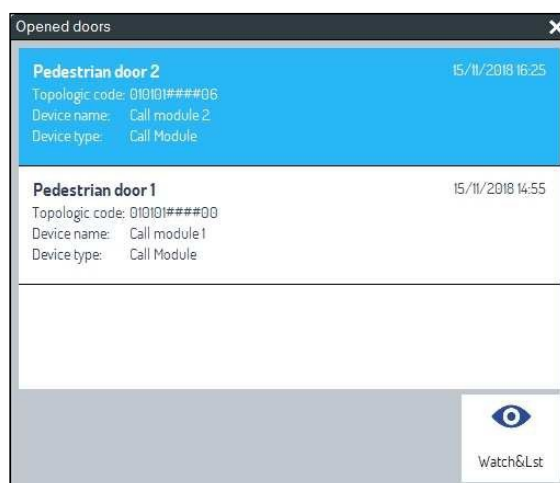 Opened doors
Pedestrian door 2 15/11/2018 16:25
Topologic code: 010101####06
Device name: Call module 2
Device type: Call Module
Pedestrian door 1 15/11/2018 14:55
Topologic code: 010101####00
Device name: Call module 1
Device type: Call Module
Watch&Lst